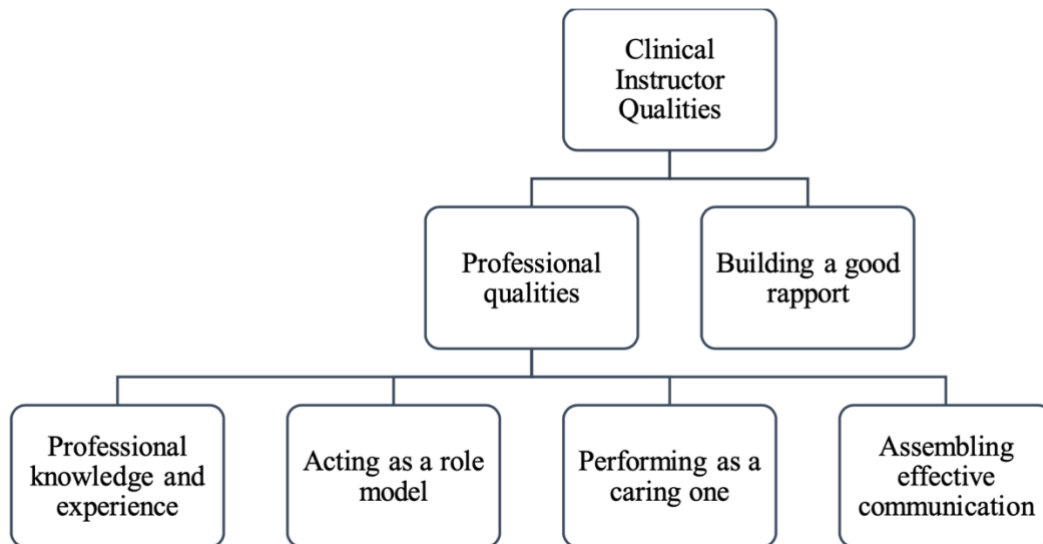 Clinical
Instructor
Qualities
Professional
qualities
Building a good
rapport
Professional
knowledge and
experience
Acting as a role
model
Performing as a
caring one
Assembling
effective
communication